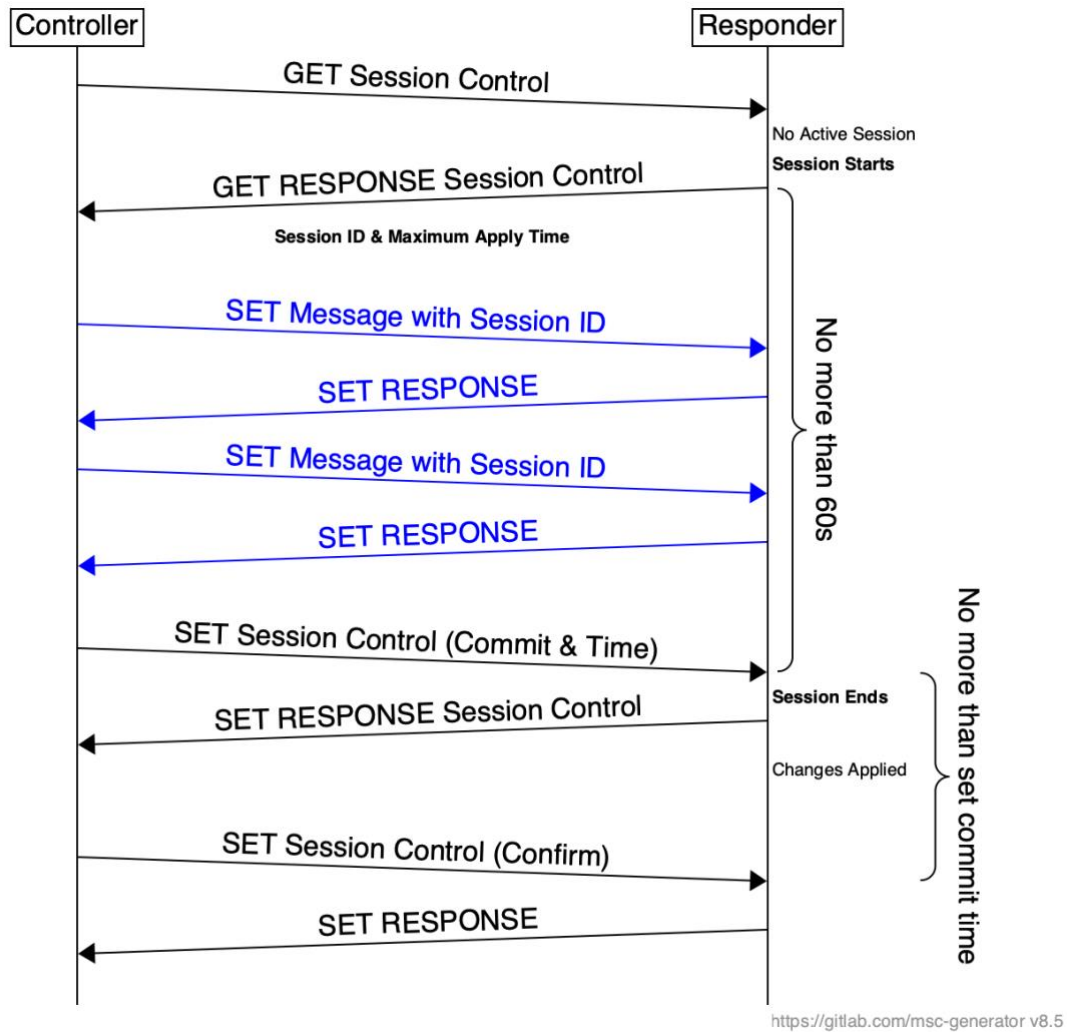 Controller
Responder
GET Session Control
No Active Session
Session Starts
GET RESPONSE Session Control
Session ID & Maximum Apply Time
SET Message with Session ID
SET RESPONSE
SET Message with Session ID
SET RESPONSE
No more than 60s
SET Session Control (Commit & Time)
Session Ends
SET RESPONSE Session Control
Changes Applied
SET Session Control (Confirm)
SET RESPONSE
No more than set commit time
https://gitlab.com/msc-generator v8.5